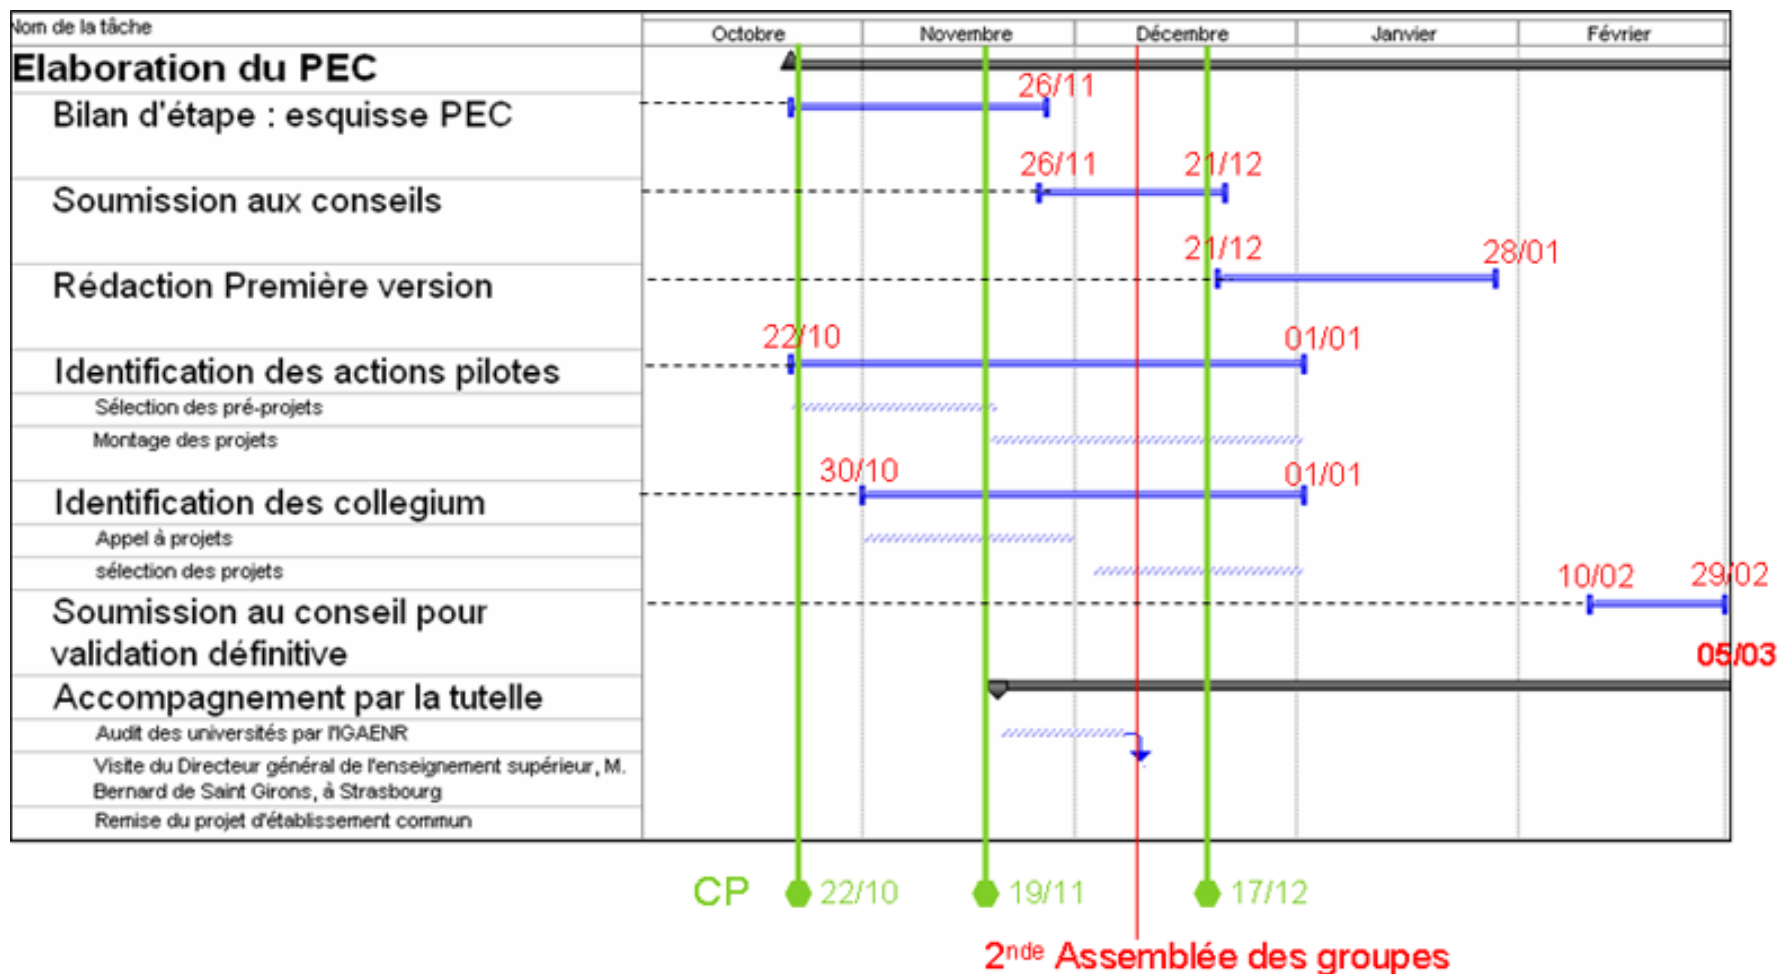 Nom de la tâche
Octobre Novembre Décembre Janvier Février
Elaboration du PEC
26/11
Bilan d'étape : esquisse PEC
26/11 21/12
Soumission aux conseils
21/12 28/01
Rédaction Première version
22/10 01/01
Identification des actions pilotes
Sélection des pré-projets
Montage des projets
30/10 01/01
Identification des collegium
Appel à projets
sélection des projets
10/02 29/02
Soumission au conseil pour
validation définitive
05/03
Accompagnement par la tutelle
Audit des universités par l'IGAENR
Visite du Directeur général de l'enseignement supérieur, M.
Bernard de Saint Girons, à Strasbourg
Remise du projet d'établissement commun
CP 22/10 19/11 17/12
2nde Assemblée des groupes